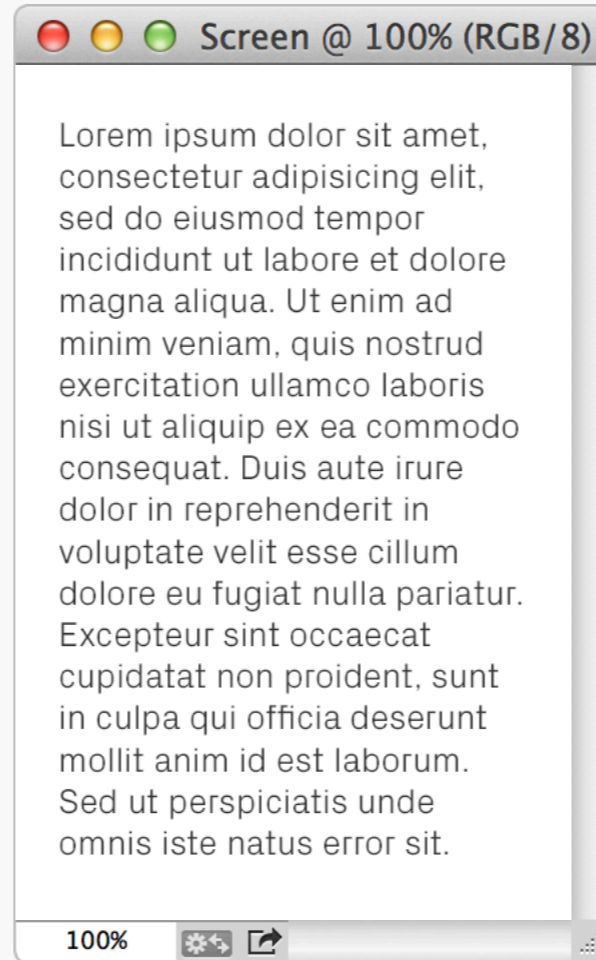 Screen @ 100% (RGB/8)
Lorem ipsum dolor sit amet,
consectetur adipisicing elit,
sed do eiusmod tempor
incididunt ut labore et dolore
magna aliqua. Ut enim ad
minim veniam, quis nostrud
exercitation ullamco laboris
nisi ut aliquip ex ea commodo
consequat. Duis aute irure
dolor in reprehenderit in
voluptate velit esse cillum
dolore eu fugiat nulla pariatur.
Excepteur sint occaecat
cupidatat non proident, sunt
in culpa qui officia deserunt
mollit anim id est laborum.
Sed ut perspiciatis unde
omnis iste natus error sit.
100%